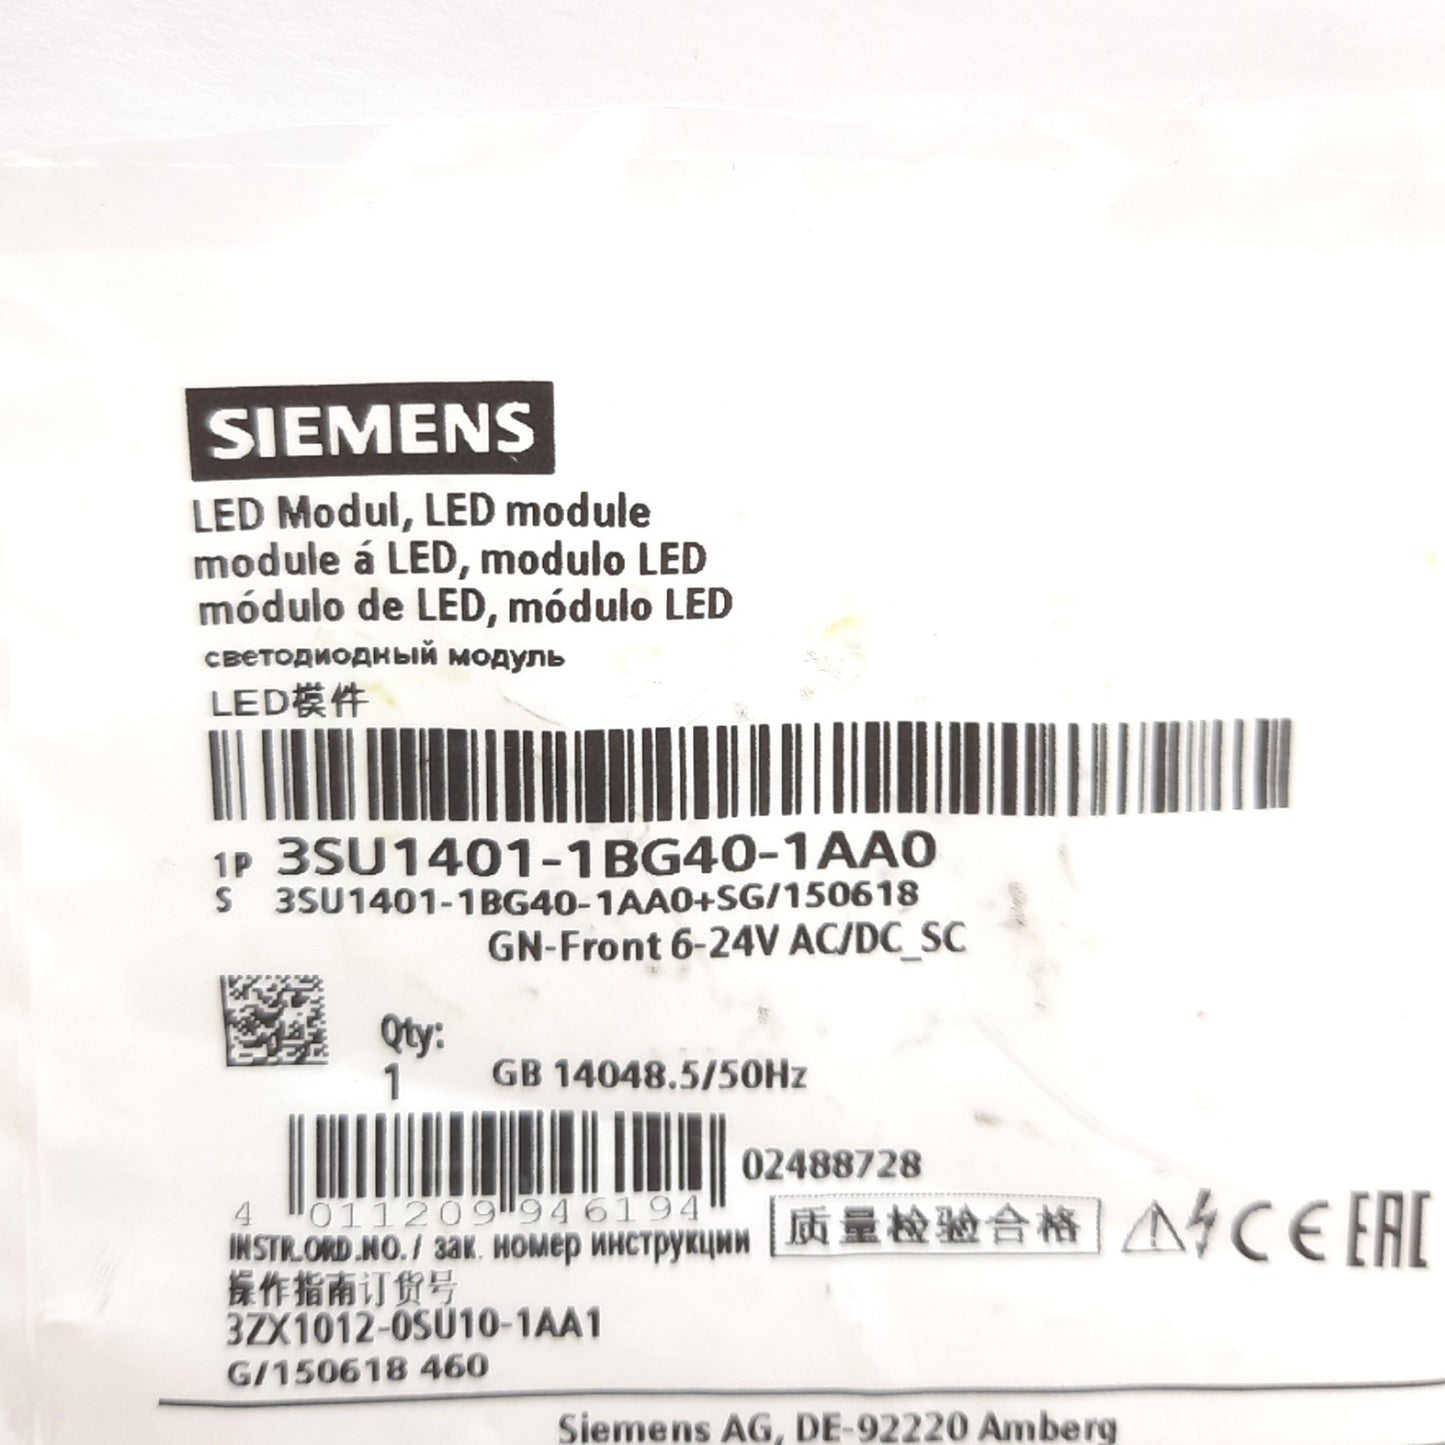 SIEMENS
LED Modul, LED module
module á LED, modulo LED
módulo de LED, módulo LED
светодиодный модуль
LED模件
1P 3SU1401-1BG40-1AA0
S 3SU1401-1BG40-1AA0+SG/150618
GN-Front 6-24V AC/DC_SC
Qty:
1 GB 14048.5/50Hz
02488728
4 011209 946194
质量检验合格 CE EAC
INSTR.ORD.NO./ зак. номер инструкции
操作指南订货号
3ZX1012-0SU10-1AA1
G/150618 460
Siemens AG, DE-92220 Amberg